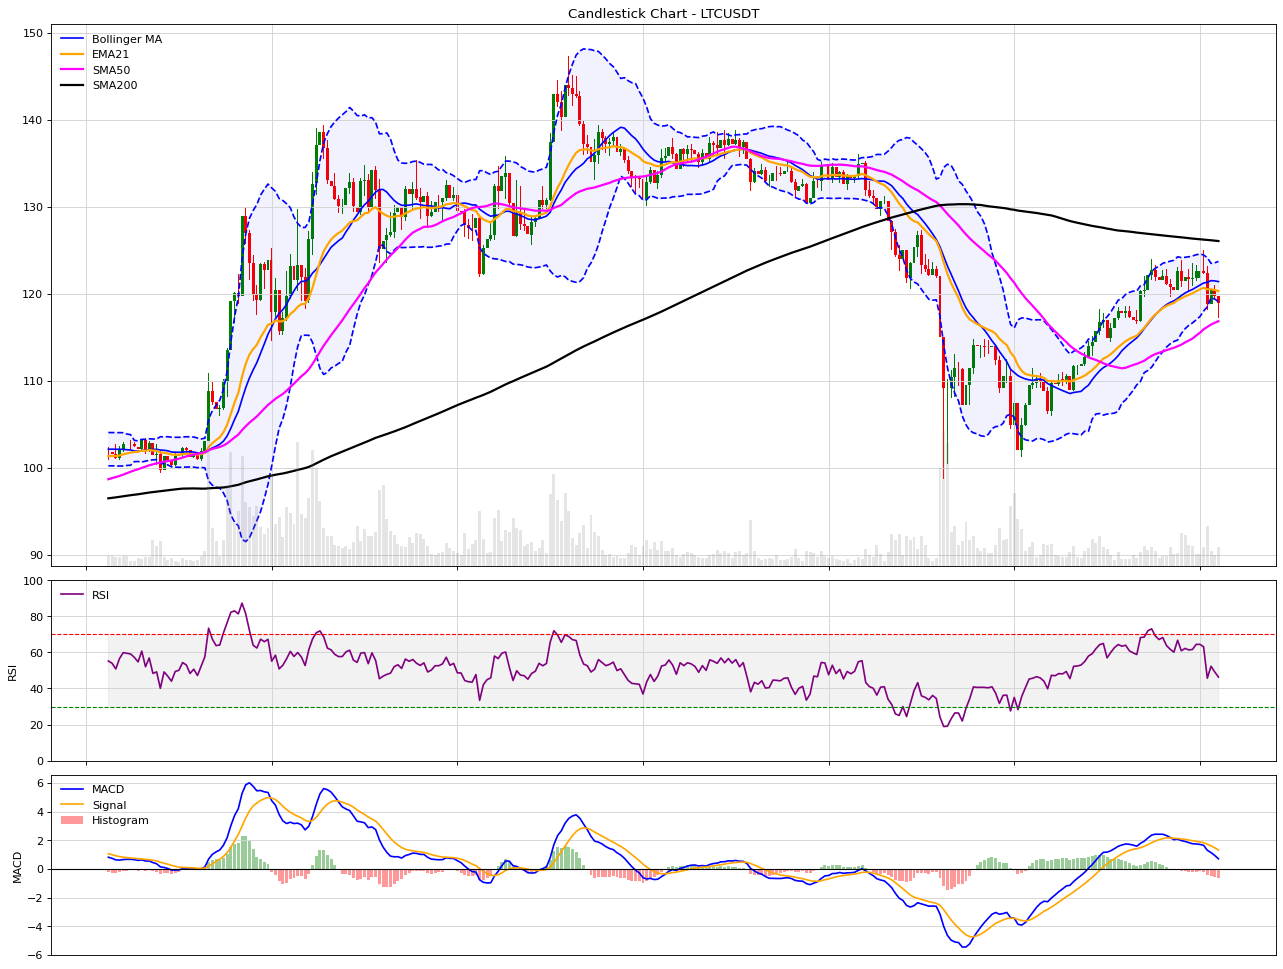 Candlestick Chart - LTCUSDT
Bollinger MA
EMA21
SMA50
SMA200
150
140
130
120
110
100
90
RSI
100
80
60
40
20
0
RSI
MACD
Signal
Histogram
6
4
2
0
−2
−4
−6
MACD